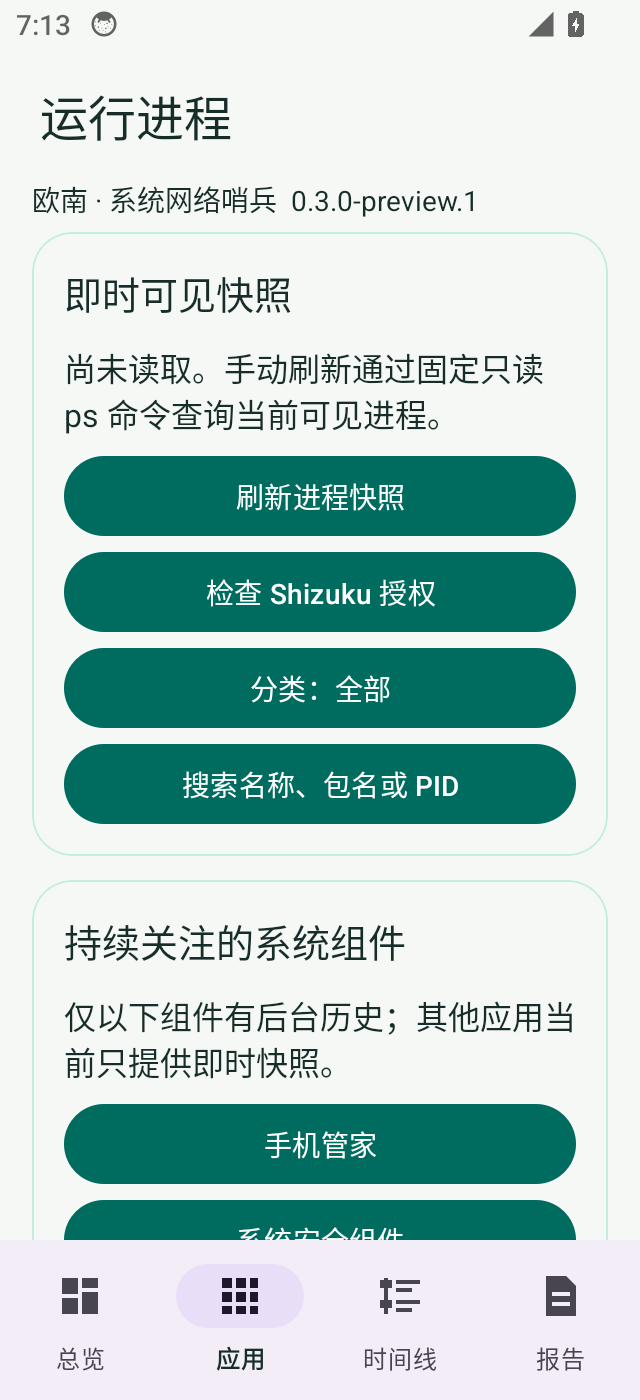 7:13
运行进程
欧南 · 系统网络哨兵 0.3.0-preview.1
即时可见快照
尚未读取。手动刷新通过固定只读
ps 命令查询当前可见进程。
刷新进程快照
检查 Shizuku 授权
分类：全部
搜索名称、包名或 PID
持续关注的系统组件
仅以下组件有后台历史；其他应用当
前只提供即时快照。
手机管家
系统安全组件
总览
应用
时间线
报告